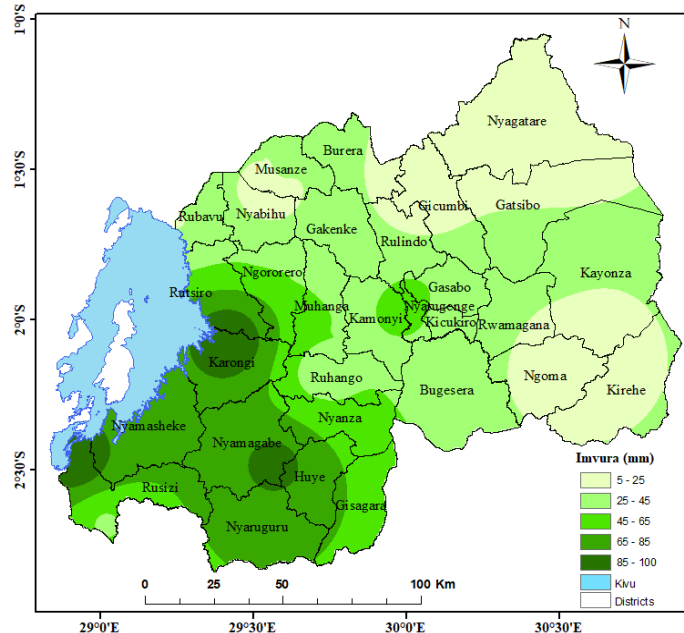 1°0'S
N
Nyagatare
Burera
1°30'S
Musanze
Gicumbi
Gatsibo
Rubavu
Nyabihu
Gakenke
Rulindo
Kayonza
Ngororero
Gasabo
Rutsiro
Muhanga
Nyarugenge
2°0'S
Kamonyi
Kicukiro
Rwamagana
Karongi
Ruhango
Bugesera
Ngoma
Kirehe
Nyanza
Nyamasheke
Nyamagabe
2°30'S
Huye
Rusizi
Gisagara
Nyaruguru
Imvura (mm)
5 - 25
25 - 45
45 - 65
65 - 85
85 - 100
Kivu
Districts
0 25 50 100 Km
29°0'E 29°30'E 30°0'E 30°30'E